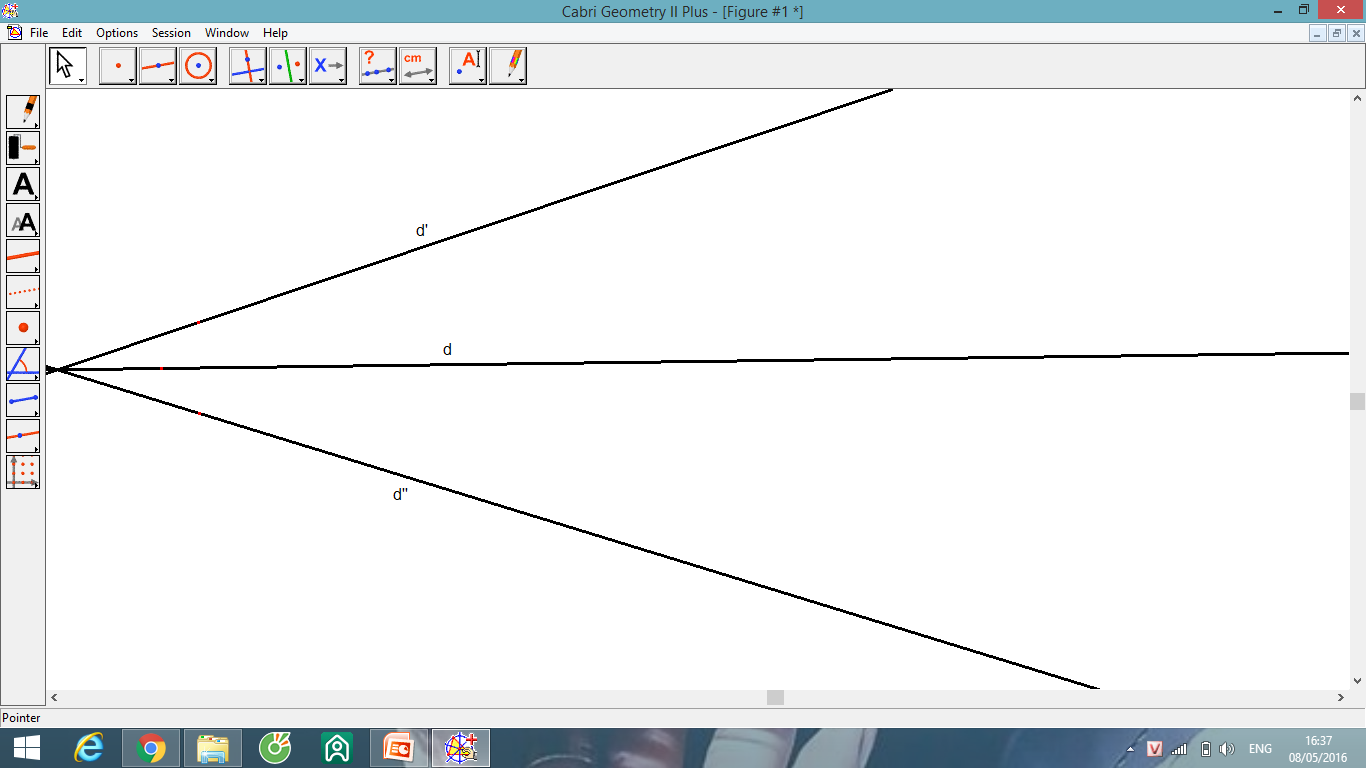 Cabri Geometry II Plus - [Figure #1 *]
File Edit Options Session Window Help
? cm A
X
A
AA
d'
d
d"
Pointer
V ENG 16:37
08/05/2016